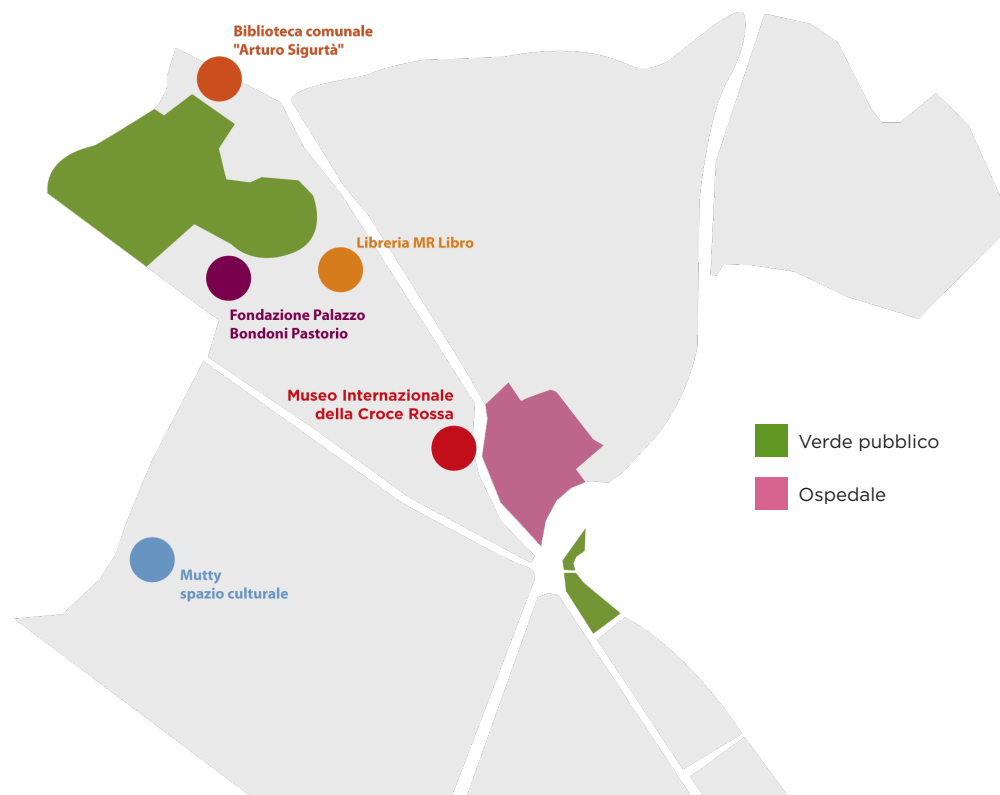 Biblioteca comunale
"Arturo Sigurtà"
Libreria MR Libro
Fondazione Palazzo
Bondoni Pastorio
Museo Internazionale
della Croce Rossa
Verde pubblico
Ospedale
Mutty
spazio culturale